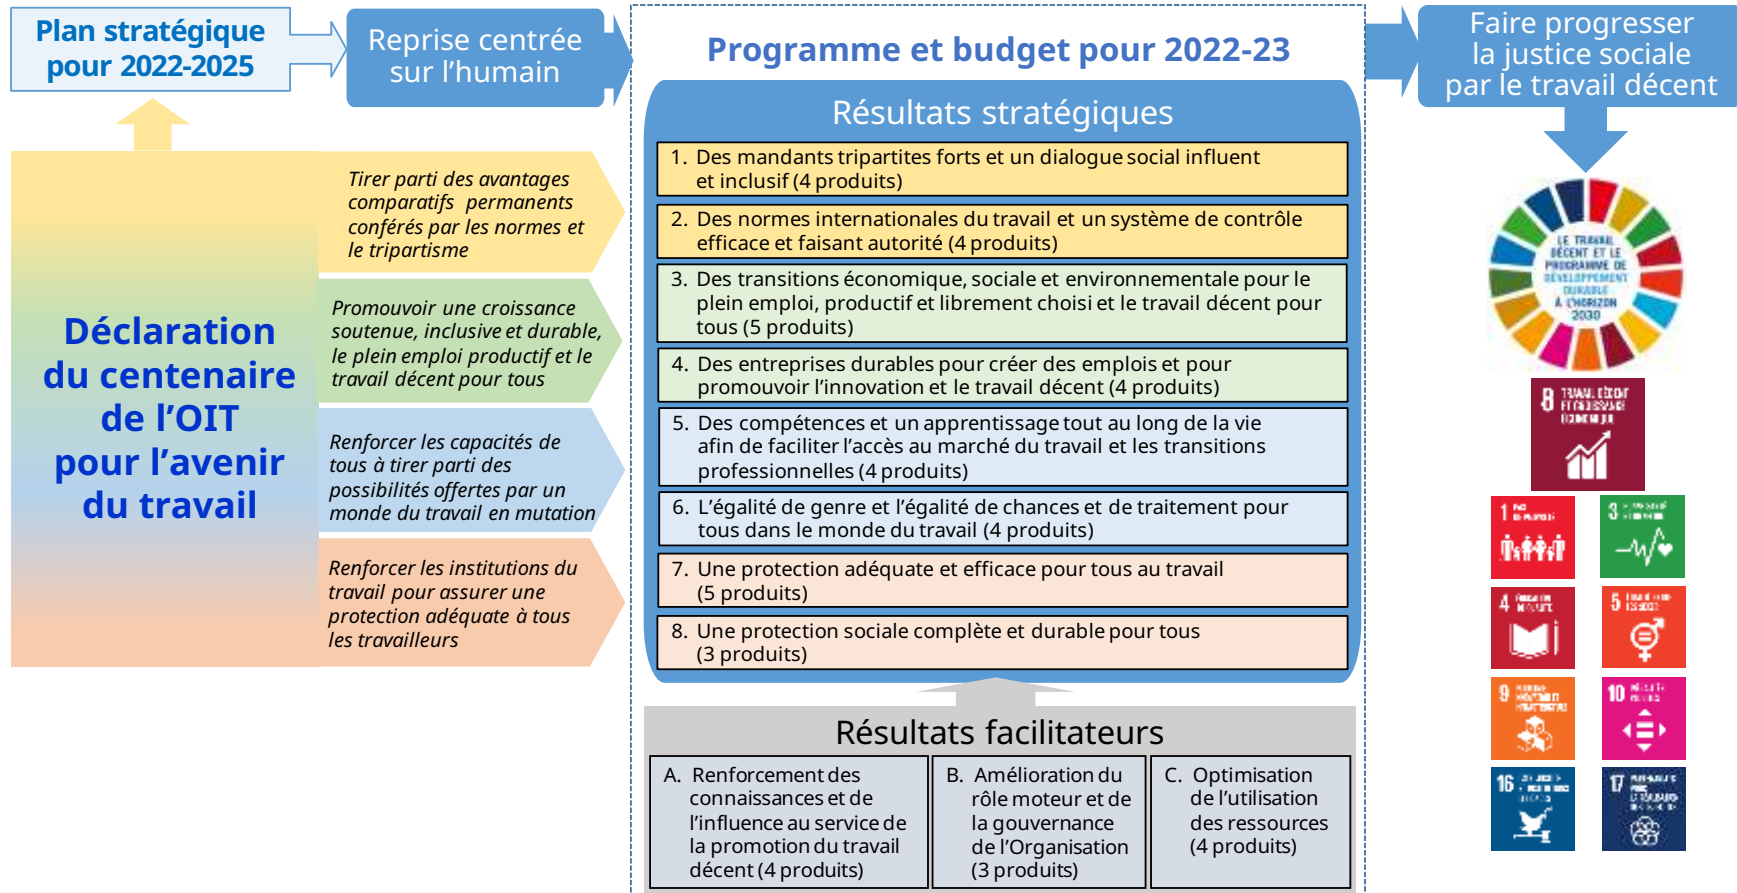 Plan stratégique
pour 2022-2025
Reprise centrée
sur l’humain
Programme et budget pour 2022-23
Faire progresser
la justice sociale
par le travail décent
Déclaration
du centenaire
de l’OIT
pour l’avenir
du travail
Tirer parti des avantages
comparatifs permanents
conférés par les normes et
le tripartisme
Promouvoir une croissance
soutenue, inclusive et durable,
le plein emploi productif et le
travail décent pour tous
Renforcer les capacités de
tous à tirer parti des
possibilités offertes par un
monde du travail en mutation
Renforcer les institutions du
travail pour assurer une
protection adéquate à tous
les travailleurs
Résultats stratégiques
1. Des mandants tripartites forts et un dialogue social influent
et inclusif (4 produits)
2. Des normes internationales du travail et un système de contrôle
efficace et faisant autorité (4 produits)
3. Des transitions économique, sociale et environnementale pour le
plein emploi, productif et librement choisi et le travail décent pour
tous (5 produits)
4. Des entreprises durables pour créer des emplois et pour
promouvoir l’innovation et le travail décent (4 produits)
5. Des compétences et un apprentissage tout au long de la vie
afin de faciliter l’accès au marché du travail et les transitions
professionnelles (4 produits)
6. L’égalité de genre et l’égalité de chances et de traitement pour
tous dans le monde du travail (4 produits)
7. Une protection adéquate et efficace pour tous au travail
(5 produits)
8. Une protection sociale complète et durable pour tous
(3 produits)
Résultats facilitateurs
A. Renforcement des
connaissances et de
l’influence au service de
la promotion du travail
décent (4 produits)
B. Amélioration du
rôle moteur et de
la gouvernance
de l’Organisation
(3 produits)
C. Optimisation
de l’utilisation
des ressources
(4 produits)
LE TRAVAIL
DÉCENT ET LE
PROGRAMME DE
DÉVELOPPEMENT
DURABLE
À L’HORIZON
2030
8 TRAVAIL DÉCENT
ET CROISSANCE
ÉCONOMIQUE
1
3
4
5
9
10
16
17